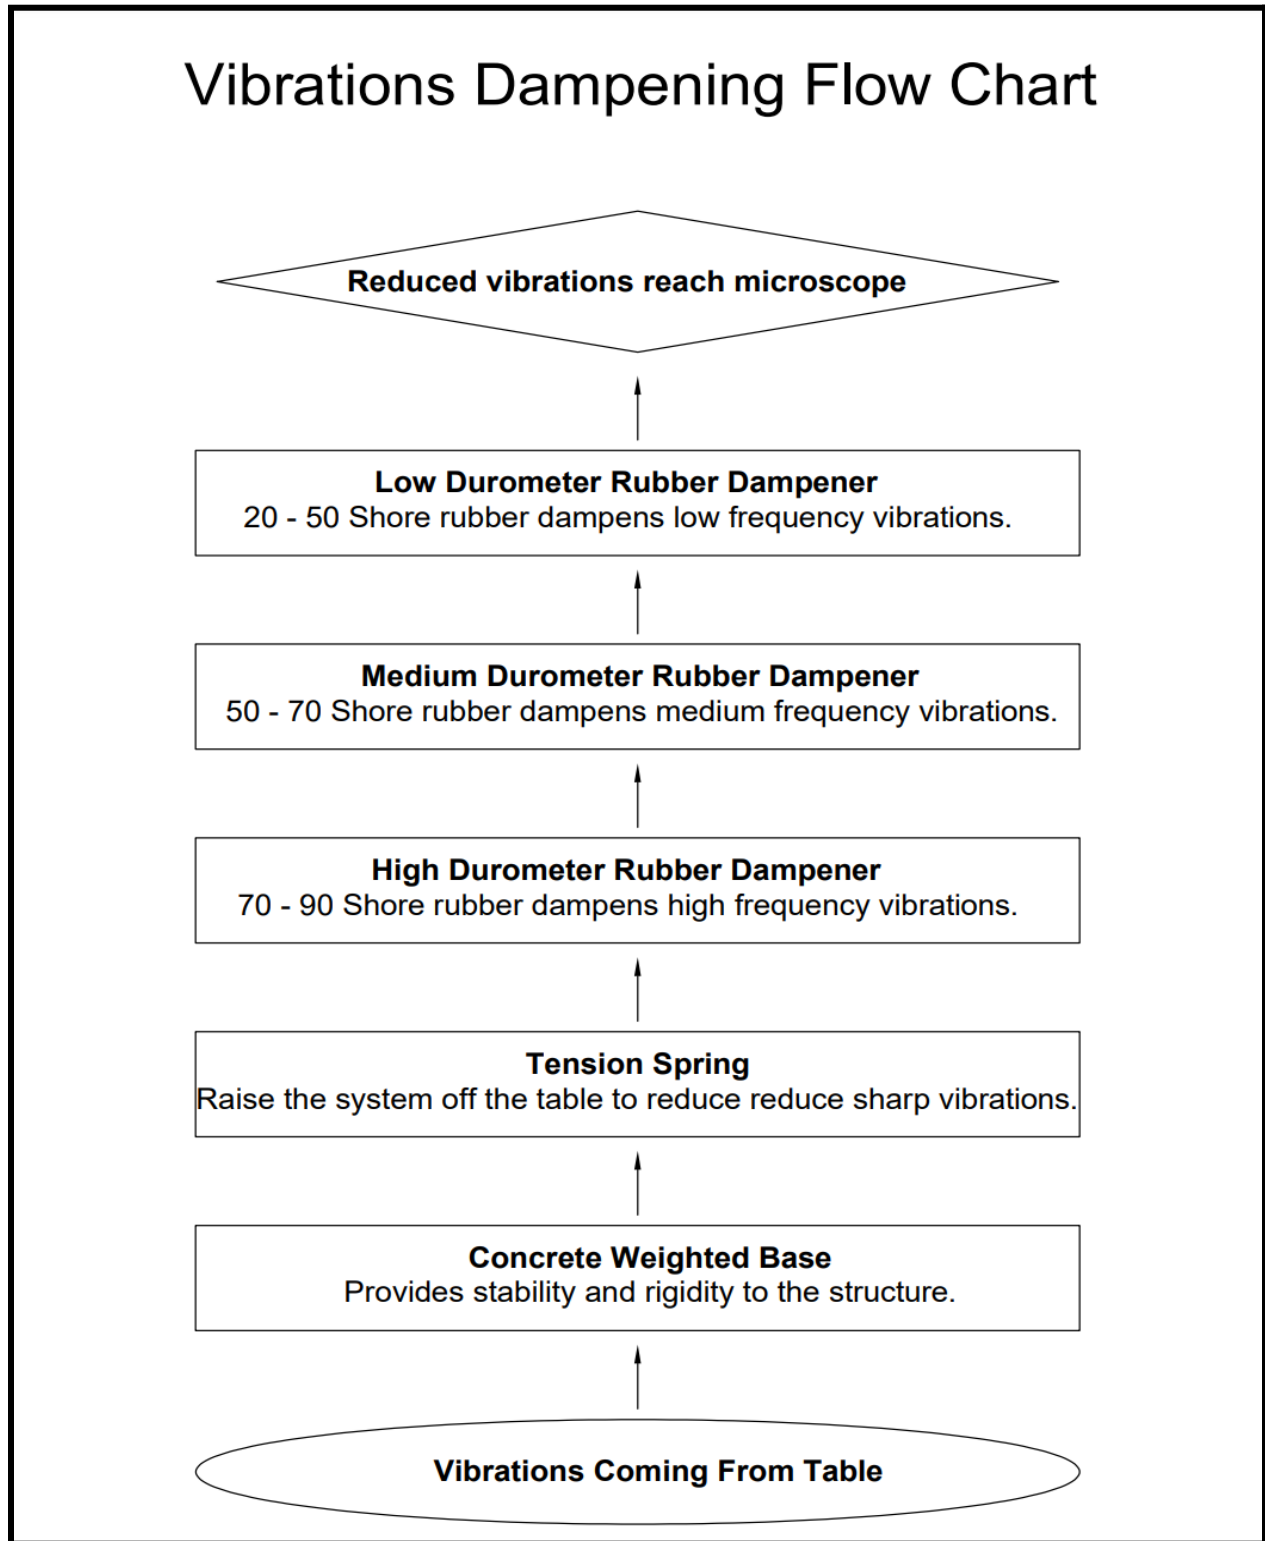 Vibrations Dampening Flow Chart
Reduced vibrations reach microscope
Low Durometer Rubber Dampener
20 - 50 Shore rubber dampens low frequency vibrations.
Medium Durometer Rubber Dampener
50 - 70 Shore rubber dampens medium frequency vibrations.
High Durometer Rubber Dampener
70 - 90 Shore rubber dampens high frequency vibrations.
Tension Spring
Raise the system off the table to reduce reduce sharp vibrations.
Concrete Weighted Base
Provides stability and rigidity to the structure.
Vibrations Coming From Table